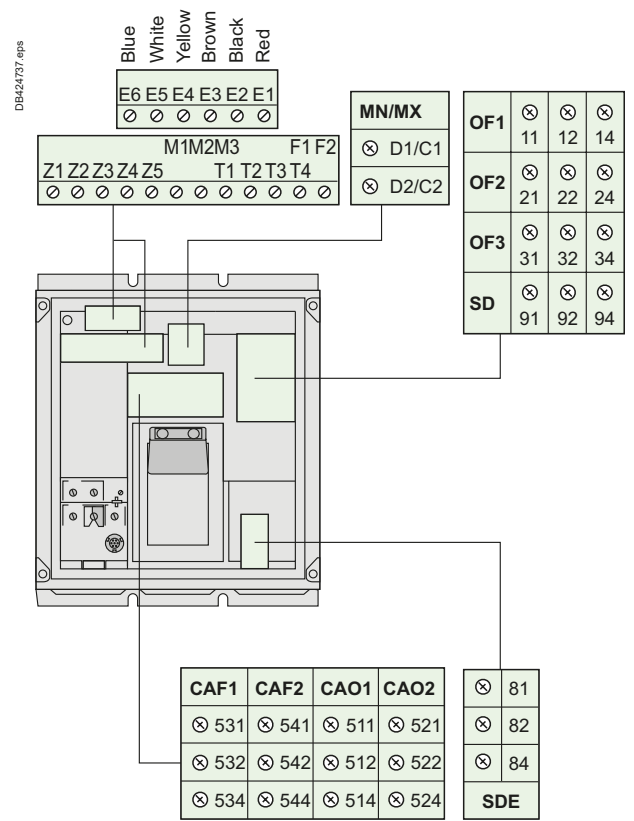 DB424737.eps
Blue
White
Yellow
Brown
Black
Red
E6 E5 E4 E3 E2 E1
M1M2M3 F1 F2
Z1 Z2 Z3 Z4 Z5 T1 T2 T3 T4
MN/MX
D1/C1
D2/C2
OF1 11 12 14
OF2 21 22 24
OF3 31 32 34
SD 91 92 94
CAF1 CAF2 CAO1 CAO2
531 541 511 521
532 542 512 522
534 544 514 524
81
82
84
SDE